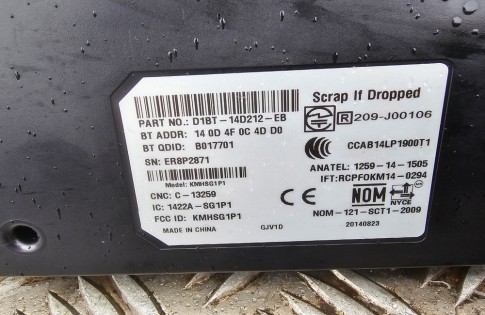 Scrap If Dropped
PART NO.: D1BT-14D212-EB
R 209-J00106
BT ADDR: 14 0D 4F 0C 4D D0
BT QDID: B017701
CCAB14LP1900T1
SN: ER8P2871
ANATEL: 1259-14-1505
IFT:RCPFOKM14-0294
Model: KMHSG1P1
CNC: C-13259
IC: 1422A-SG1P1
FCC ID: KMHSG1P1
CE
NOM
NYCE
NOM-121-SCT1-2009
MADE IN CHINA
GJV1D
20140823